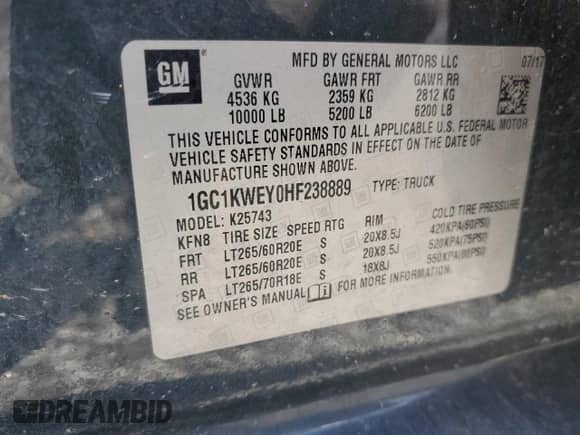 GM
MFD BY GENERAL MOTORS LLC 07/17
GVWR GAWR FRT GAWR RR
4536 KG 2359 KG 2812 KG
10000 LB 5200 LB 6200 LB
THIS VEHICLE CONFORMS TO ALL APPLICABLE U.S. FEDERAL MOTOR
VEHICLE SAFETY STANDARDS IN EFFECT ON THE DATE OF
MANUFACTURE SHOWN ABOVE.
1GC1KWEY0HF238889 TYPE: TRUCK
MODEL: K25743
KFN8 TIRE SIZE SPEED RTG RIM COLD TIRE PRESSURE
FRT LT265/60R20E S 20X8.5J 420KPA(60PSI)
RR LT265/60R20E S 20X8.5J 520KPA(75PSI)
SPA LT265/70R18E S 18X8J 550KPA(80PSI)
SEE OWNER'S MANUAL FOR MORE INFORMATION.
DREAMBID